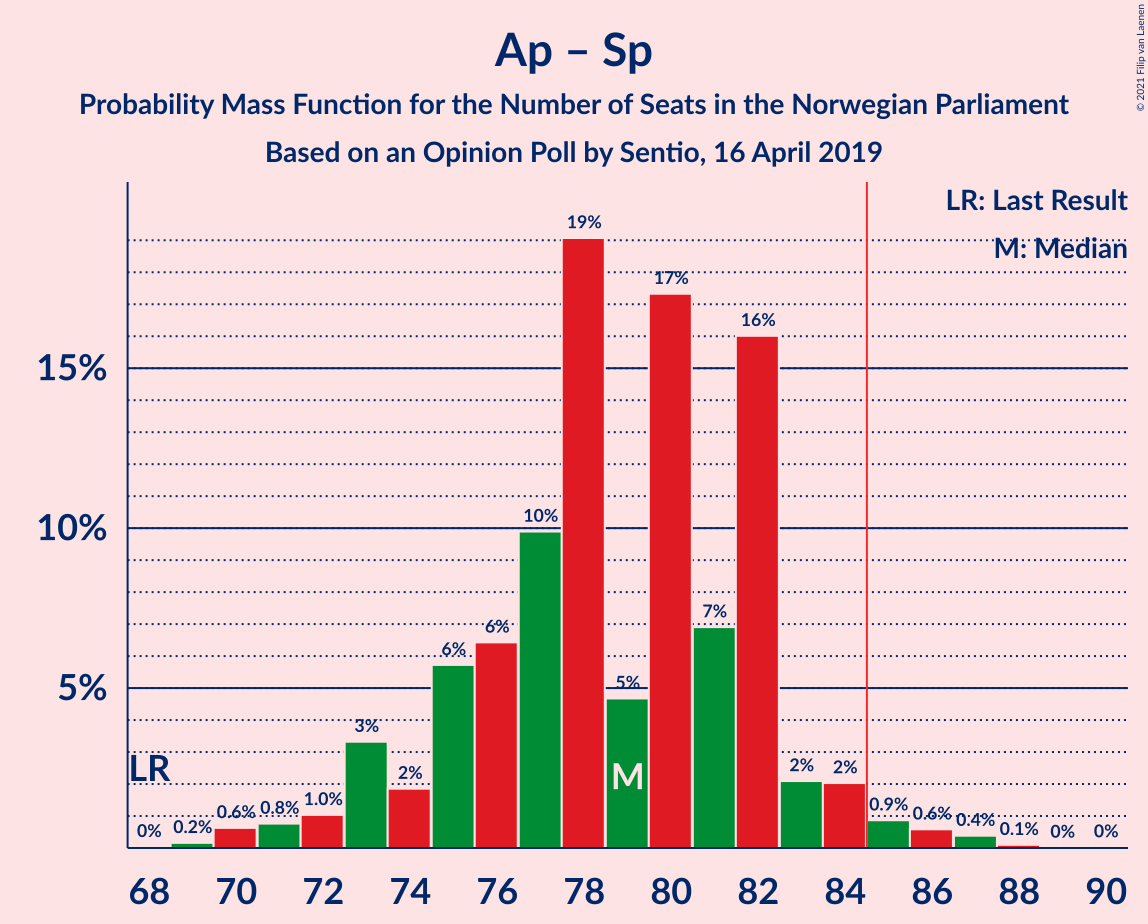 Ap – Sp
Probability Mass Function for the Number of Seats in the Norwegian Parliament
Based on an Opinion Poll by Sentio, 16 April 2019
© 2021 Filip van Laenen
LR: Last Result
M: Median
15%
10%
5%
LR
M
0% 0.2% 0.6% 0.8% 1.0% 3% 2% 6% 6% 10% 19% 5% 17% 7% 16% 2% 2% 0.9% 0.6% 0.4% 0.1% 0% 0%
68 70 72 74 76 78 80 82 84 86 88 90